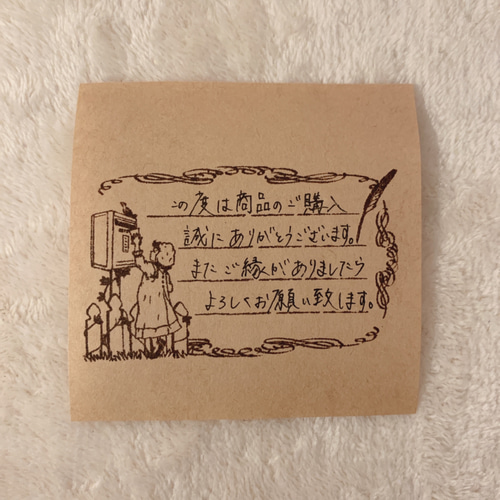 この度は商品のご購入
誠にありがとうございます。
またご縁がありましたら
よろしくお願い致します。